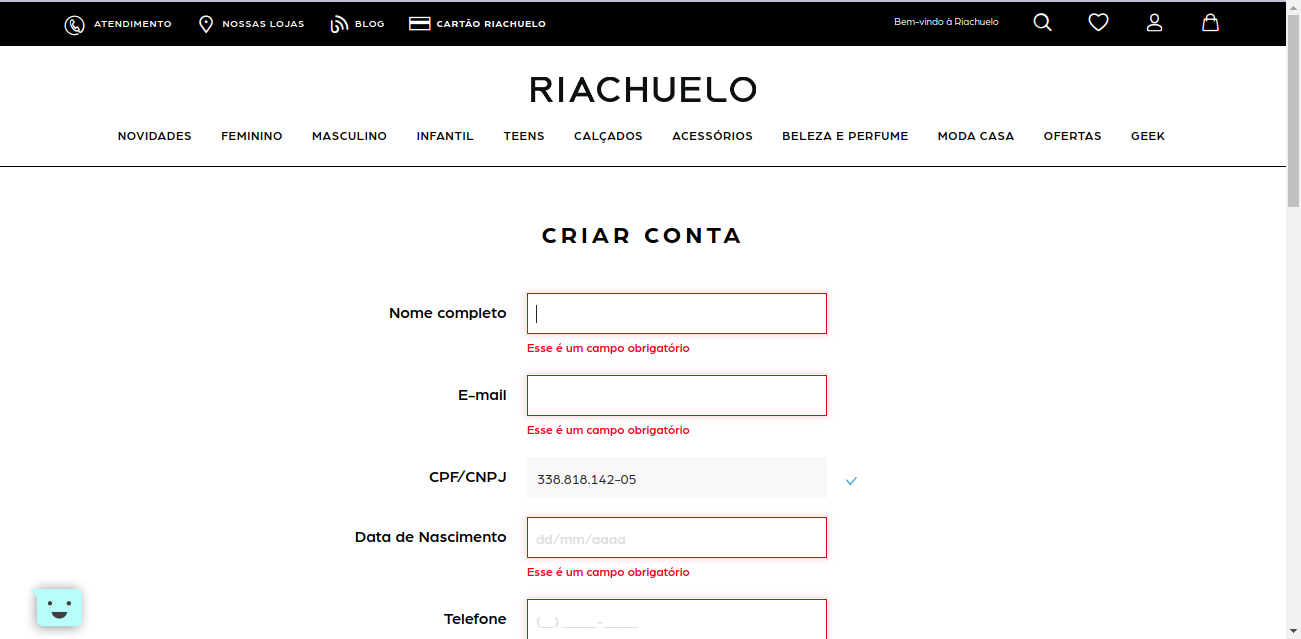 ATENDIMENTO NOSSAS LOJAS BLOG CARTÃO RIACHUELO Bem-vindo à Riachuelo
RIACHUELO
NOVIDADES FEMININO MASCULINO INFANTIL TEENS CALÇADOS ACESSÓRIOS BELEZA E PERFUME MODA CASA OFERTAS GEEK
CRIAR CONTA
Nome completo
Esse é um campo obrigatório
E-mail
Esse é um campo obrigatório
CPF/CNPJ 338.818.142-05
Data de Nascimento dd/mm/aaaa
Esse é um campo obrigatório
Telefone (__) _____-_____